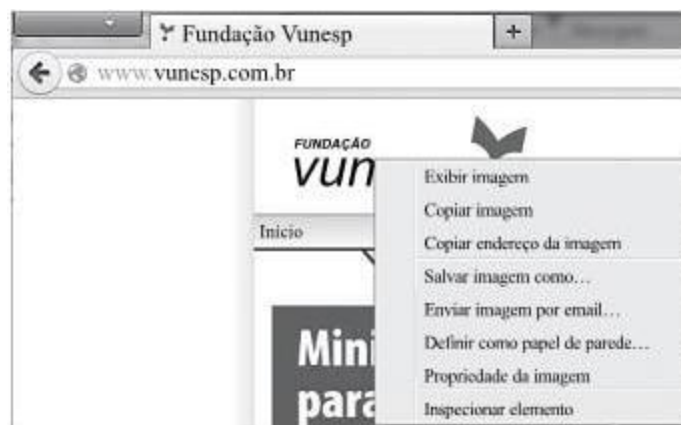 Fundação Vunesp
+
www.vunesp.com.br
FUNDAÇÃO
vun
Início
Exibir imagem
Copiar imagem
Copiar endereço da imagem
Salvar imagem como...
Enviar imagem por email...
Definir como papel de parede...
Propriedade da imagem
Inspecionar elemento
Mini
para